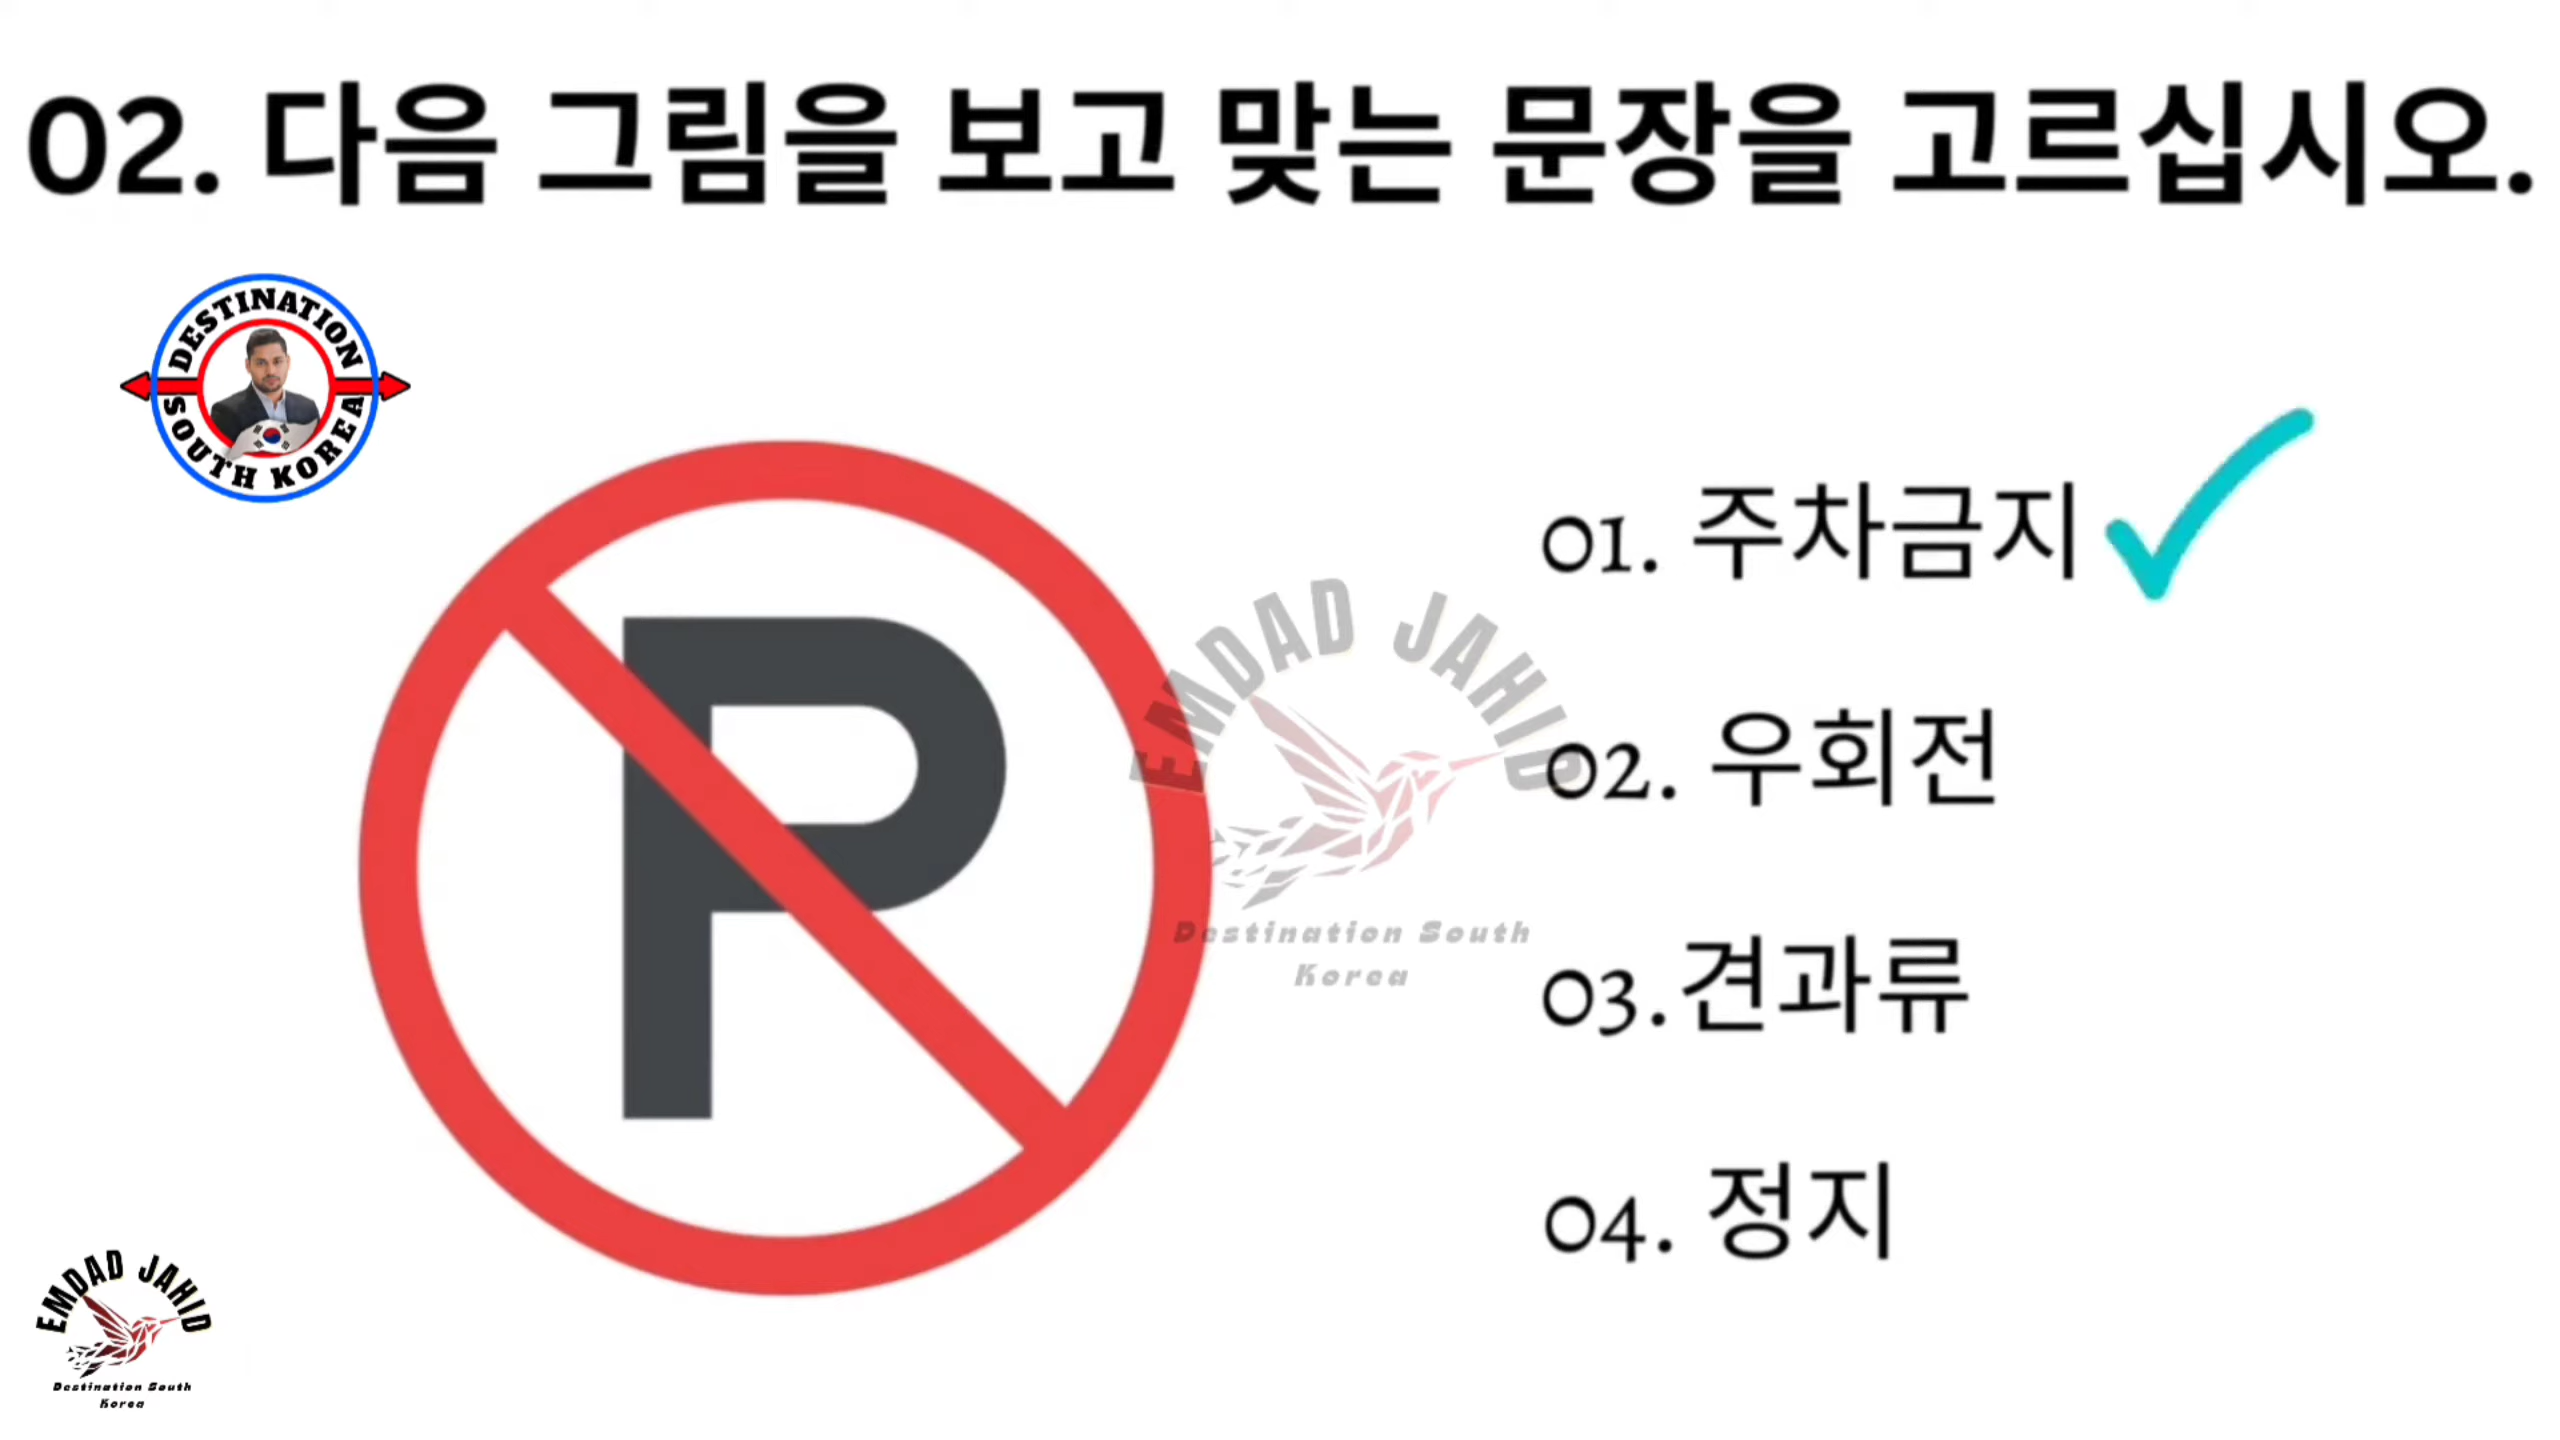 02. 다음 그림을 보고 맞는 문장을 고르십시오.
DESTINATION
SOUTH KOREA
P
01. 주차금지
02. 우회전
03. 견과류
04. 정지
EMDAD JAHID
Destination South
Korea
EMDAD JAHID
Destination South
Korea